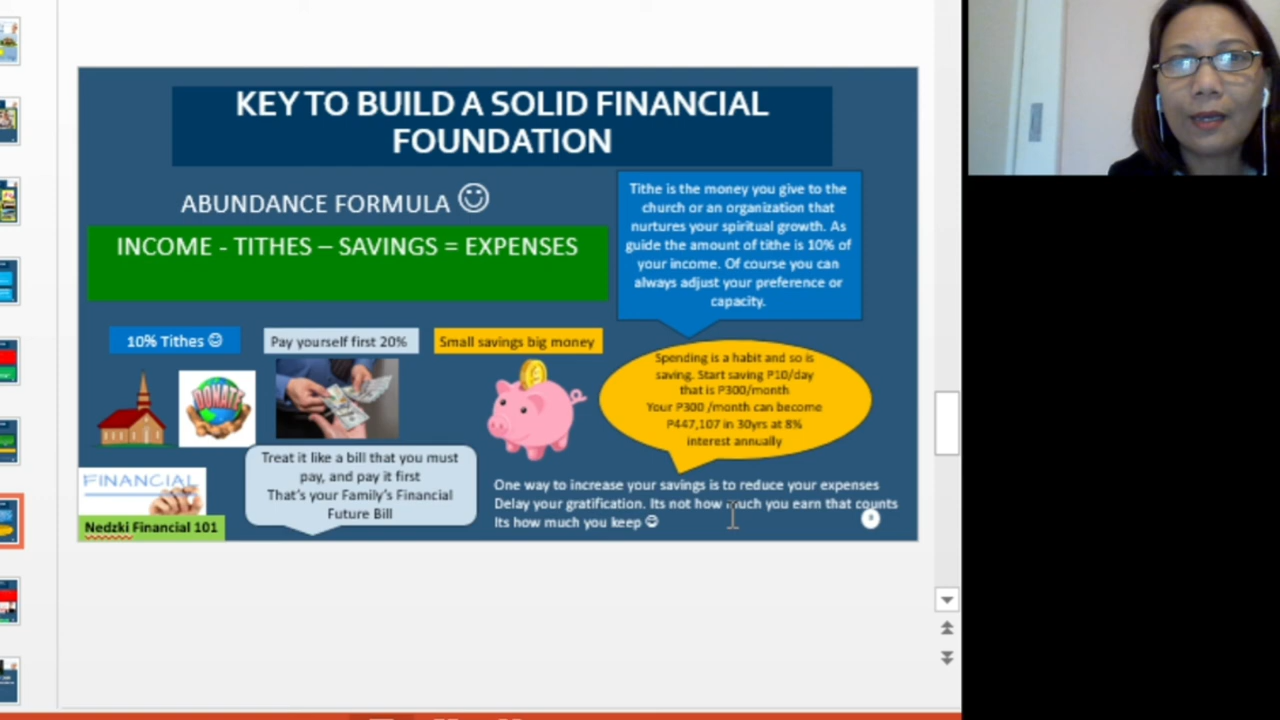 KEY TO BUILD A SOLID FINANCIAL
FOUNDATION
ABUNDANCE FORMULA
INCOME - TITHES – SAVINGS = EXPENSES
Tithe is the money you give to the
church or an organization that
nurtures your spiritual growth. As
guide the amount of tithe is 10% of
your income. Of course you can
always adjust your preference or
capacity.
10% Tithes ☺
Pay yourself first 20%
Small savings big money
DONATE
Spending is a habit and so is
saving. Start saving P10/day
that is P300/month
Your P300 /month can become
P447,107 in 30yrs at 8%
interest annually
Treat it like a bill that you must
pay, and pay it first
That's your Family's Financial
Future Bill
FINANCIAL
Nedzki Financial 101
One way to increase your savings is to reduce your expenses
Delay your gratification. Its not how much you earn that counts
Its how much you keep ☺